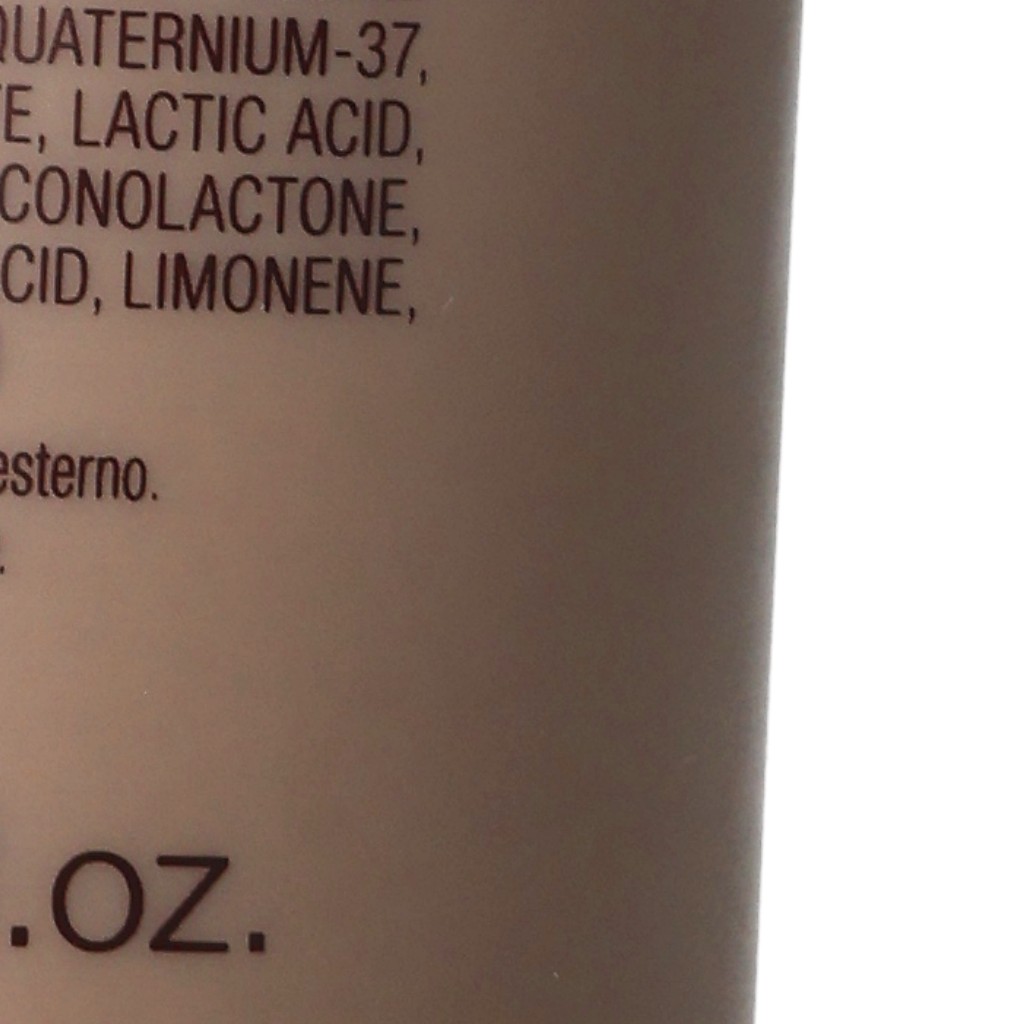 QUATERNIUM-37,
E, LACTIC ACID,
CONOLACTONE,
CID, LIMONENE,
esterno.
.
.OZ.